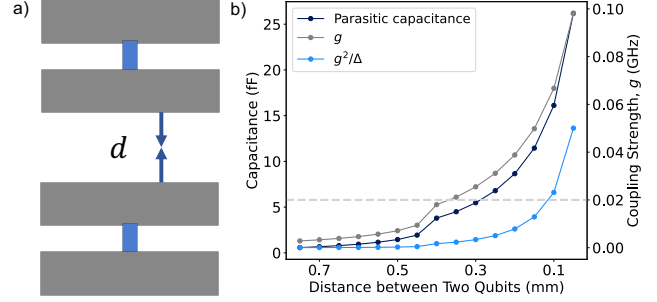 a)
d
b)
Parasitic capacitance
g
g²/Δ
Capacitance (fF)
25
20
15
10
5
0
0.7
0.5
0.3
0.1
Distance between Two Qubits (mm)
0.10
0.08
0.06
0.04
0.02
0.00
Coupling Strength, g (GHz)